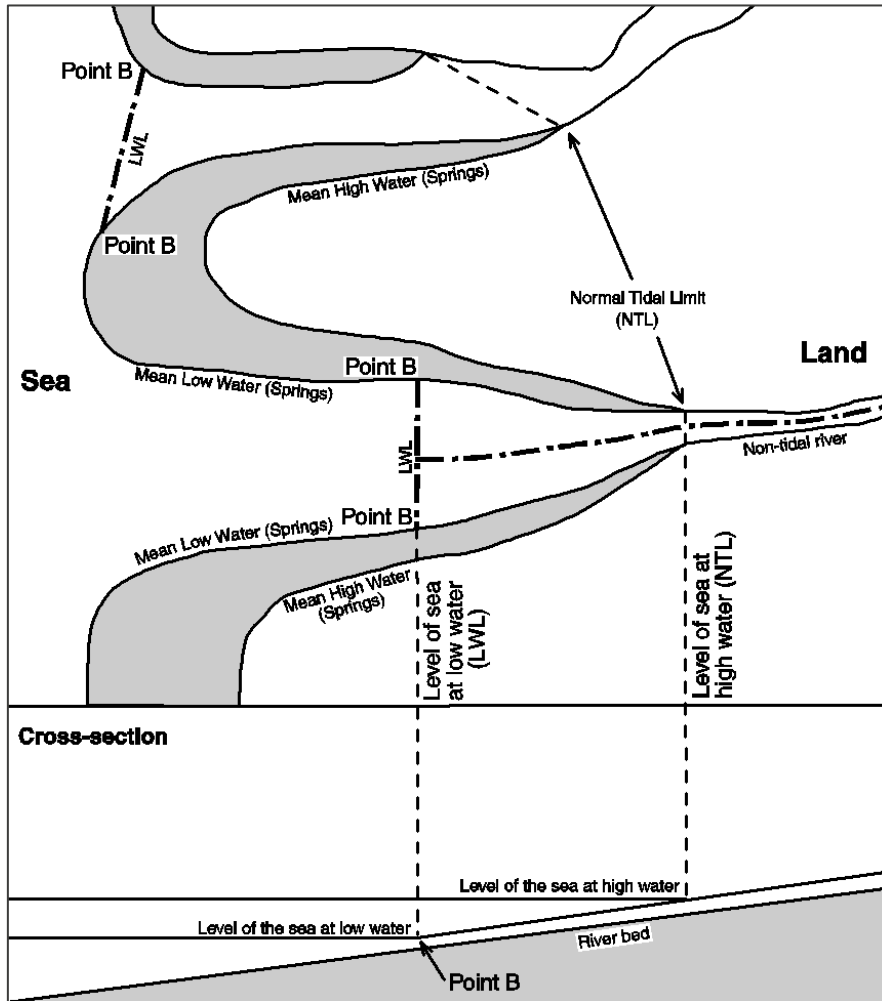 Point B
LWL
Mean High Water (Springs)
Point B
Normal Tidal Limit
(NTL)
Land
Sea
Point B
Mean Low Water (Springs)
LWL
Non-tidal river
Point B
Mean Low Water (Springs)
Mean High Water
(Springs)
Level of sea
at low water
(LWL)
Level of sea at
high water (NTL)
Cross-section
Level of the sea at high water
Level of the sea at low water
River bed
Point B